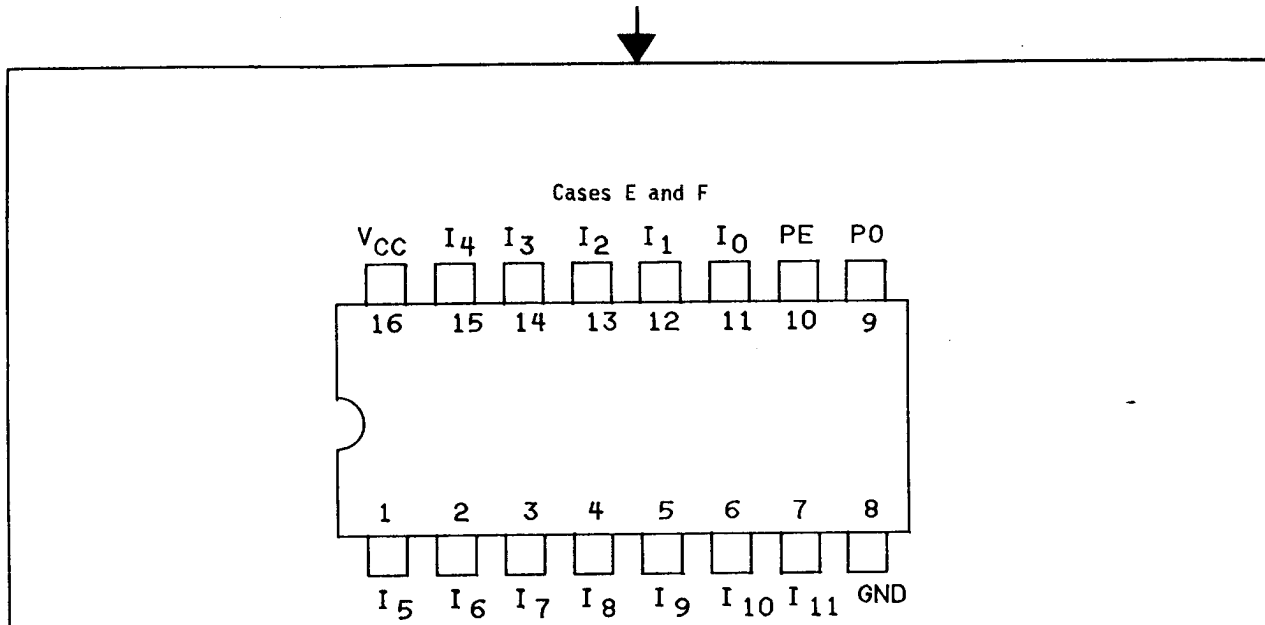 Cases E and F
VCC I4 I3 I2 I1 I0 PE PO
16 15 14 13 12 11 10 9
1 2 3 4 5 6 7 8
I5 I6 I7 I8 I9 I10 I11 GND